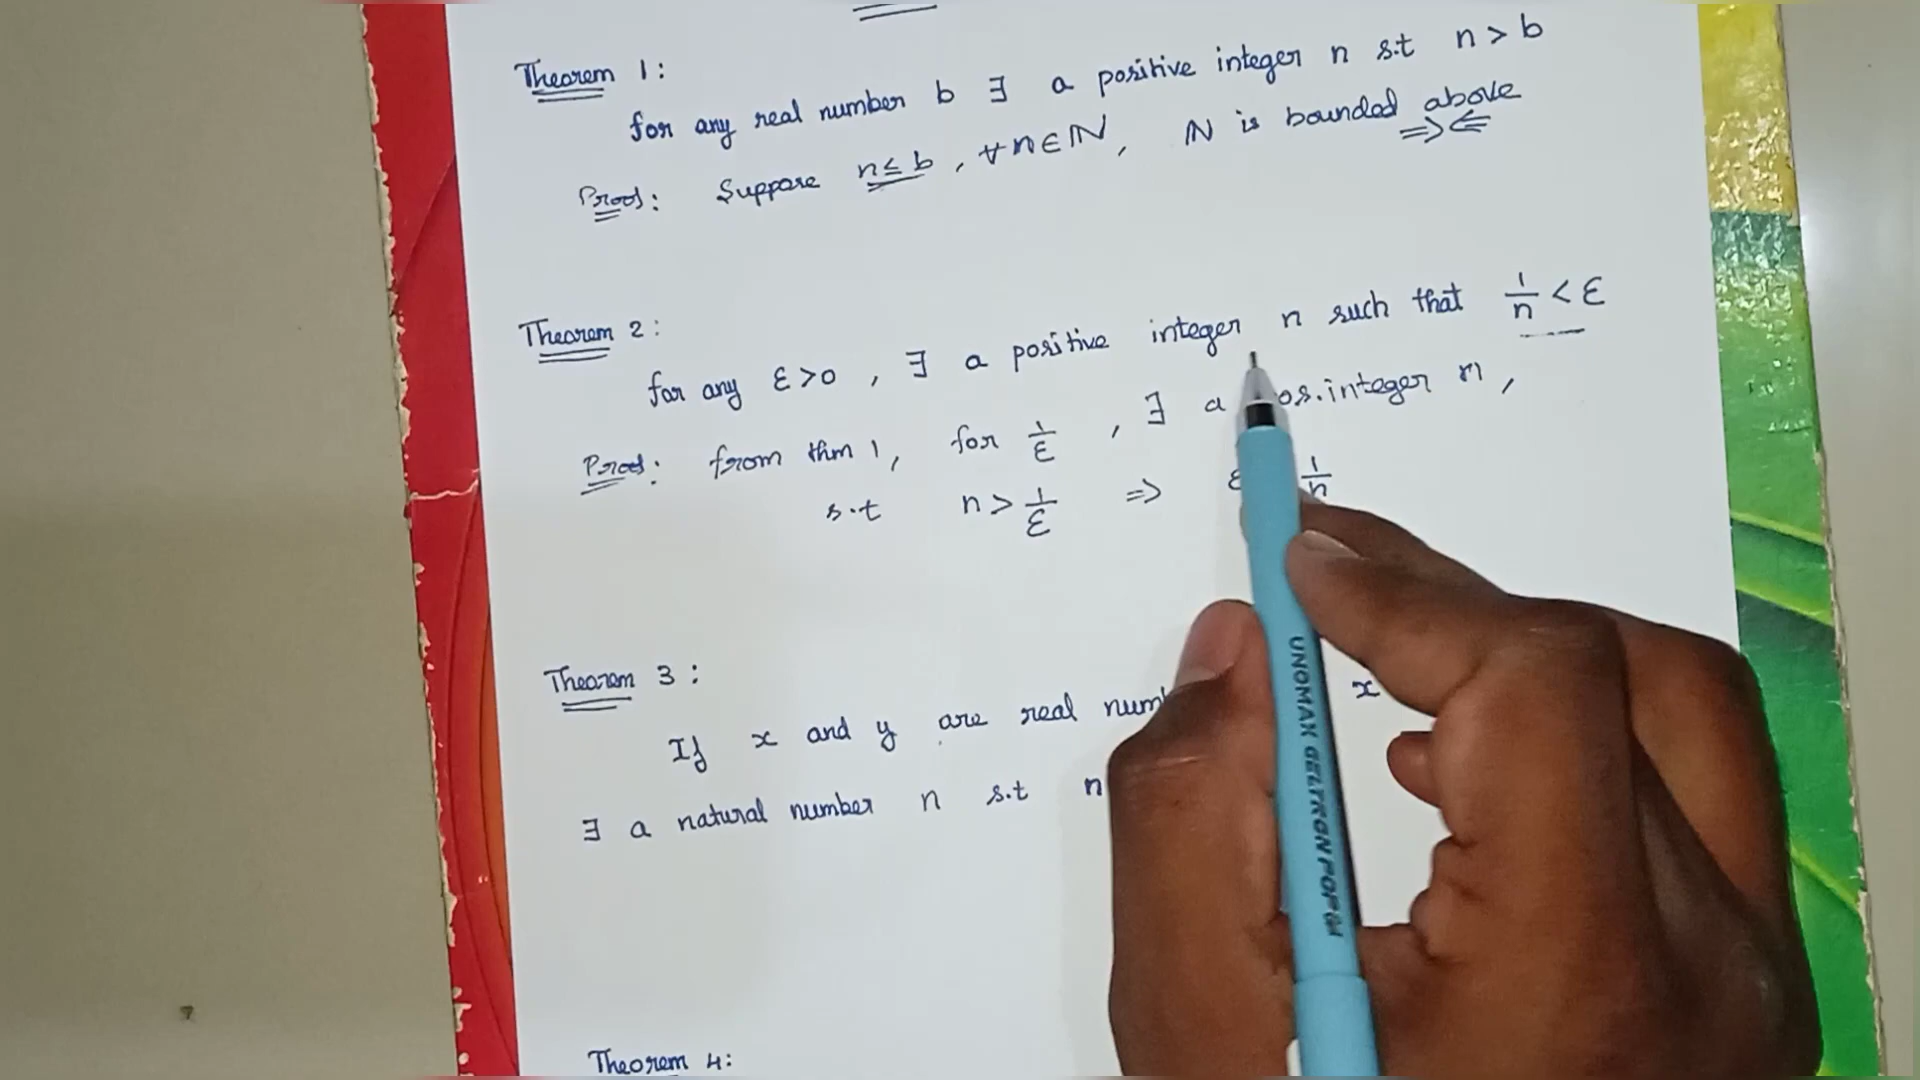 Theorem 1:
for any real number b ∃ a positive integer n s.t n > b
Proof: Suppose n ≤ b, ∀ n ∈ ℕ, ℕ is bounded above
⇒⇐
Theorem 2:
for any ε > 0, ∃ a positive integer n such that 1/n < ε
Proof: from thm 1, for 1/ε, ∃ a integer n,
s.t n > 1/ε ⇒ ε 1/n
Theorem 3:
If x and y are real x
∃ a natural number n s.t n
Theorem 4:
UNOMAX GELTRON